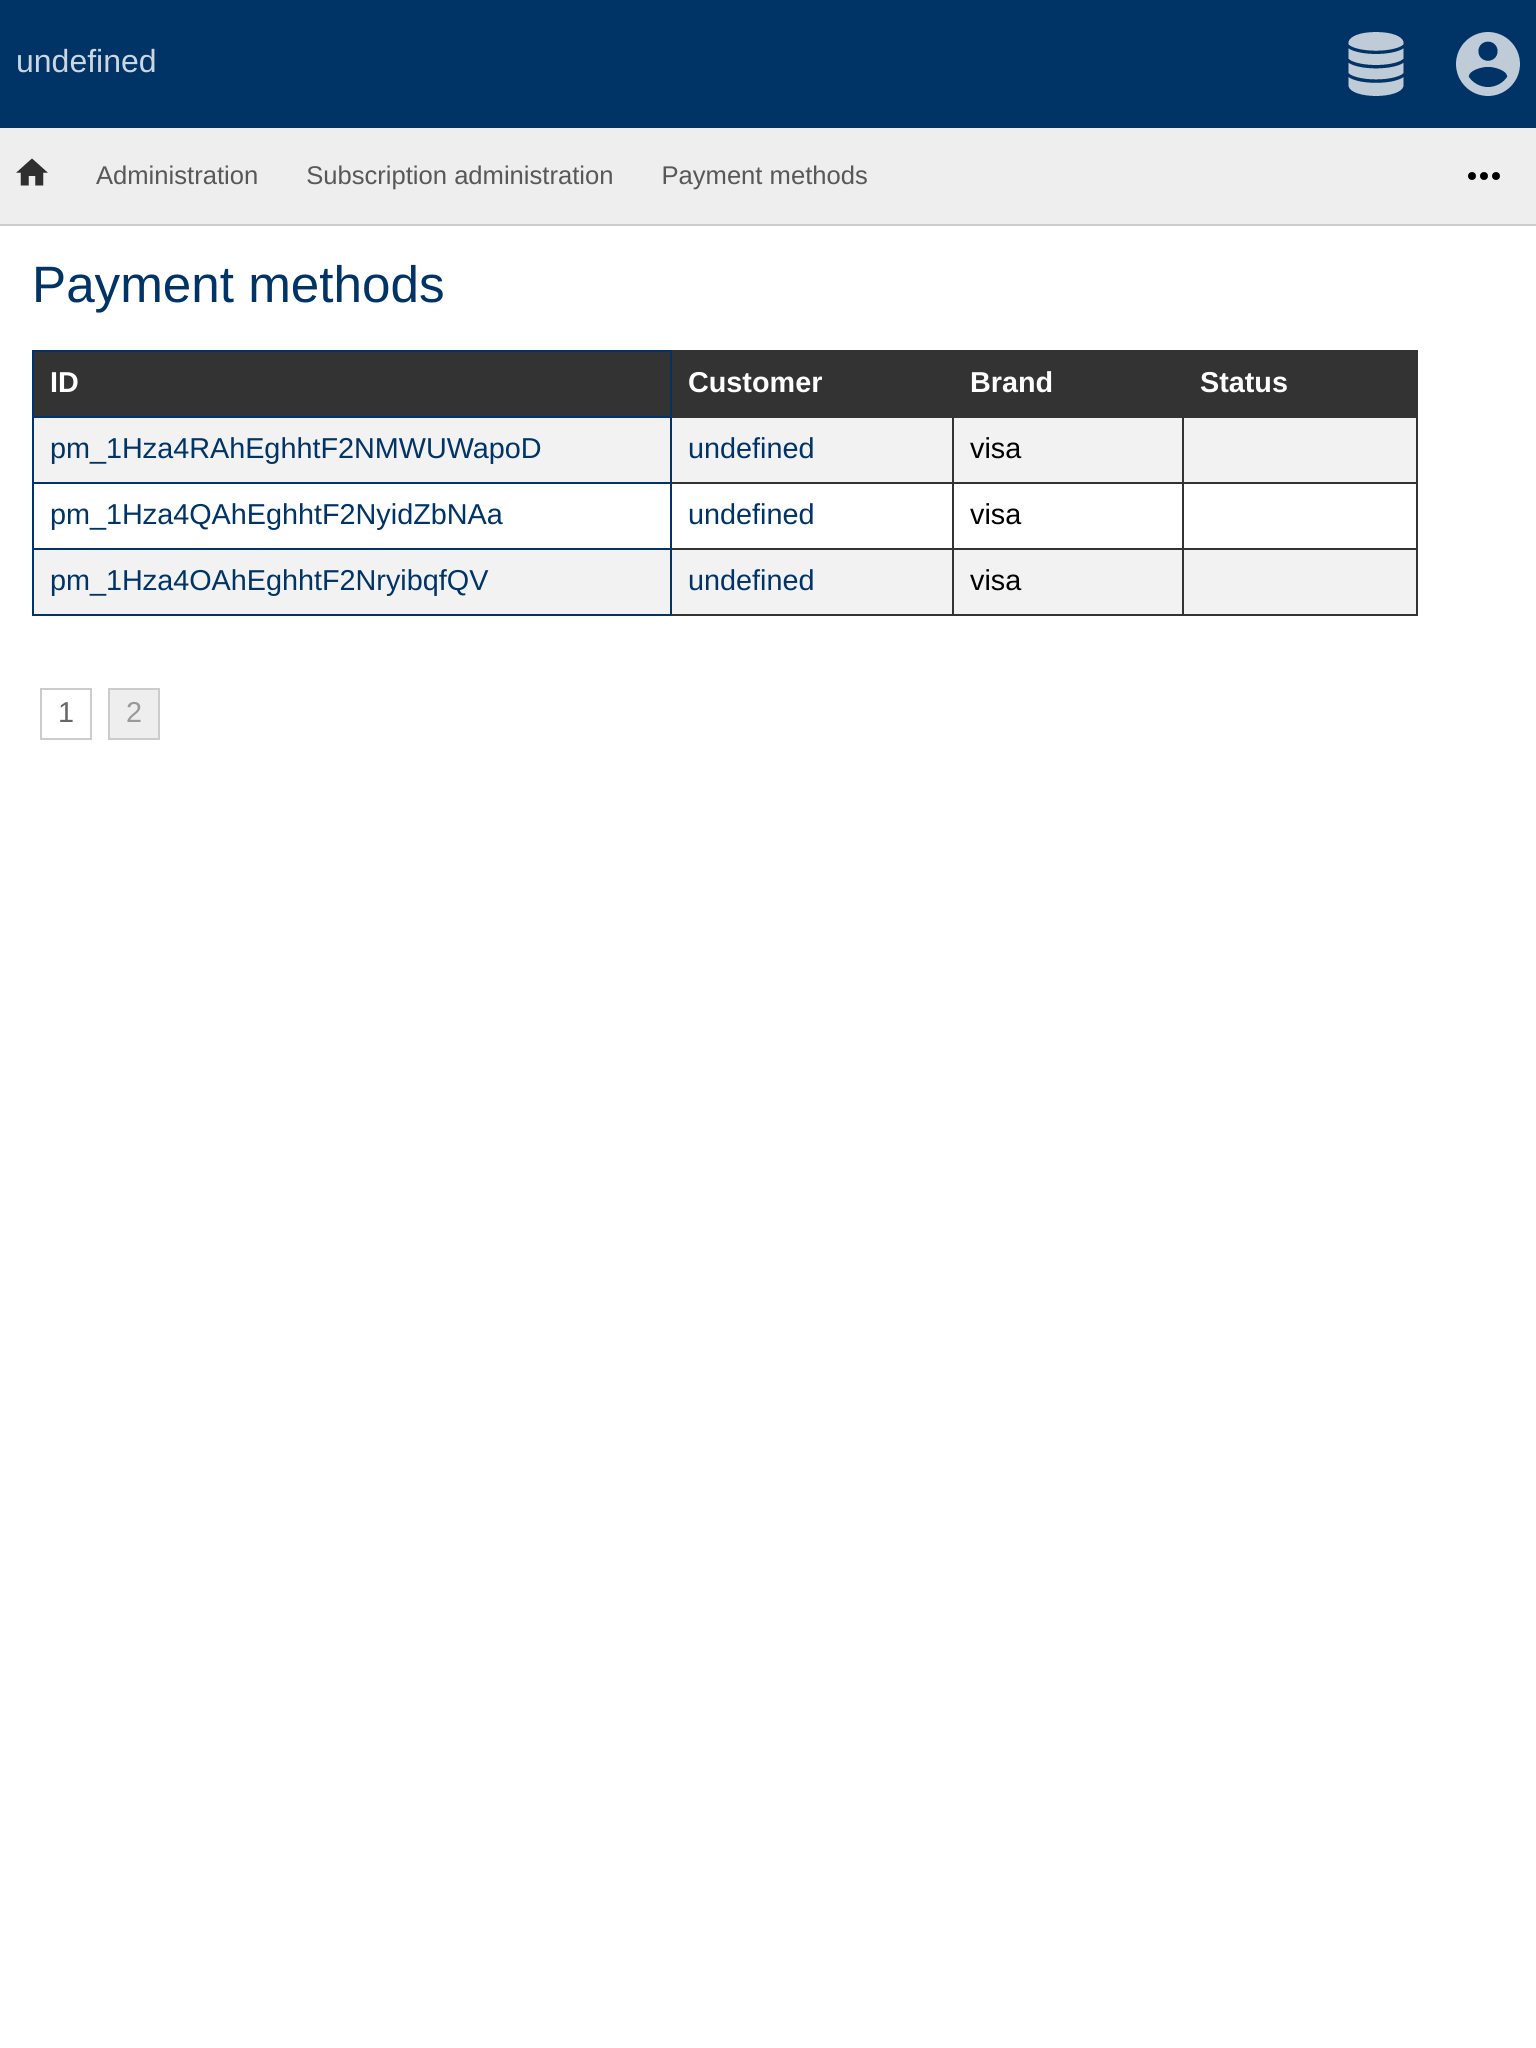 undefined
Administration Subscription administration Payment methods
Payment methods
ID Customer Brand Status
pm_1Hza4RAhEghhtF2NMWUWapoD undefined visa
pm_1Hza4QAhEghhtF2NyidZbNAa undefined visa
pm_1Hza4OAhEghhtF2NryibqfQV undefined visa
1 2